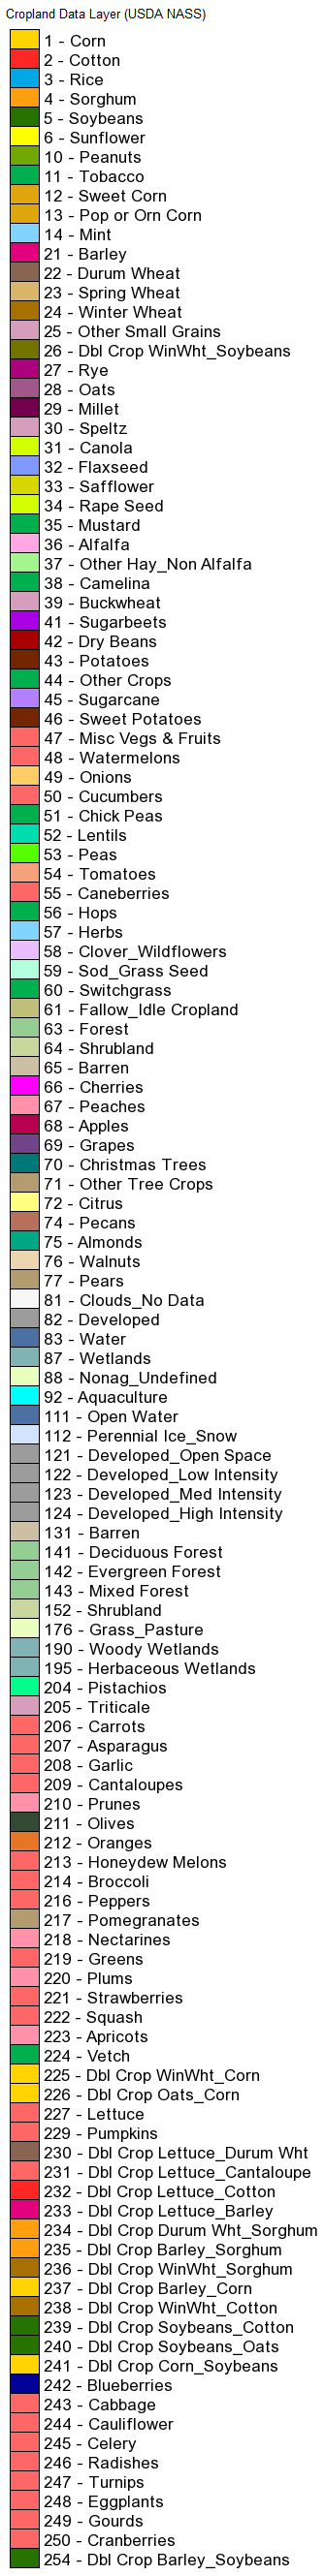 Cropland Data Layer (USDA NASS)
1 - Corn
2 - Cotton
3 - Rice
4 - Sorghum
5 - Soybeans
6 - Sunflower
10 - Peanuts
11 - Tobacco
12 - Sweet Corn
13 - Pop or Orn Corn
14 - Mint
21 - Barley
22 - Durum Wheat
23 - Spring Wheat
24 - Winter Wheat
25 - Other Small Grains
26 - Dbl Crop WinWht_Soybeans
27 - Rye
28 - Oats
29 - Millet
30 - Speltz
31 - Canola
32 - Flaxseed
33 - Safflower
34 - Rape Seed
35 - Mustard
36 - Alfalfa
37 - Other Hay_Non Alfalfa
38 - Camelina
39 - Buckwheat
41 - Sugarbeets
42 - Dry Beans
43 - Potatoes
44 - Other Crops
45 - Sugarcane
46 - Sweet Potatoes
47 - Misc Vegs & Fruits
48 - Watermelons
49 - Onions
50 - Cucumbers
51 - Chick Peas
52 - Lentils
53 - Peas
54 - Tomatoes
55 - Caneberries
56 - Hops
57 - Herbs
58 - Clover_Wildflowers
59 - Sod_Grass Seed
60 - Switchgrass
61 - Fallow_Idle Cropland
63 - Forest
64 - Shrubland
65 - Barren
66 - Cherries
67 - Peaches
68 - Apples
69 - Grapes
70 - Christmas Trees
71 - Other Tree Crops
72 - Citrus
74 - Pecans
75 - Almonds
76 - Walnuts
77 - Pears
81 - Clouds_No Data
82 - Developed
83 - Water
87 - Wetlands
88 - Nonag_Undefined
92 - Aquaculture
111 - Open Water
112 - Perennial Ice_Snow
121 - Developed_Open Space
122 - Developed_Low Intensity
123 - Developed_Med Intensity
124 - Developed_High Intensity
131 - Barren
141 - Deciduous Forest
142 - Evergreen Forest
143 - Mixed Forest
152 - Shrubland
176 - Grass_Pasture
190 - Woody Wetlands
195 - Herbaceous Wetlands
204 - Pistachios
205 - Triticale
206 - Carrots
207 - Asparagus
208 - Garlic
209 - Cantaloupes
210 - Prunes
211 - Olives
212 - Oranges
213 - Honeydew Melons
214 - Broccoli
216 - Peppers
217 - Pomegranates
218 - Nectarines
219 - Greens
220 - Plums
221 - Strawberries
222 - Squash
223 - Apricots
224 - Vetch
225 - Dbl Crop WinWht_Corn
226 - Dbl Crop Oats_Corn
227 - Lettuce
229 - Pumpkins
230 - Dbl Crop Lettuce_Durum Wht
231 - Dbl Crop Lettuce_Cantaloupe
232 - Dbl Crop Lettuce_Cotton
233 - Dbl Crop Lettuce_Barley
234 - Dbl Crop Durum Wht_Sorghum
235 - Dbl Crop Barley_Sorghum
236 - Dbl Crop WinWht_Sorghum
237 - Dbl Crop Barley_Corn
238 - Dbl Crop WinWht_Cotton
239 - Dbl Crop Soybeans_Cotton
240 - Dbl Crop Soybeans_Oats
241 - Dbl Crop Corn_Soybeans
242 - Blueberries
243 - Cabbage
244 - Cauliflower
245 - Celery
246 - Radishes
247 - Turnips
248 - Eggplants
249 - Gourds
250 - Cranberries
254 - Dbl Crop Barley_Soybeans